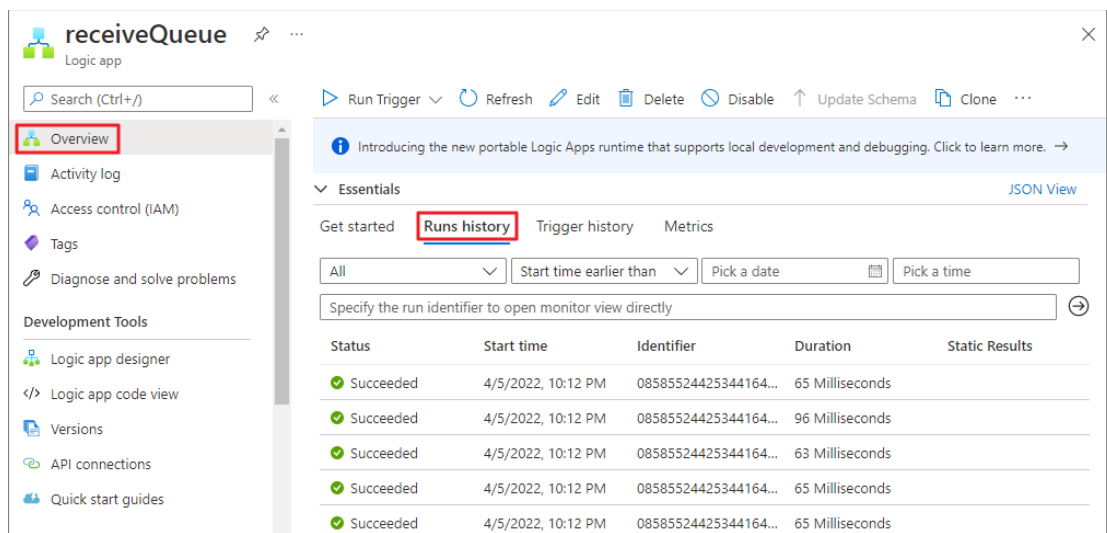 receiveQueue ...
Logic app
Search (Ctrl+/) «
Overview
Activity log
Access control (IAM)
Tags
Diagnose and solve problems
Development Tools
Logic app designer
</> Logic app code view
Versions
API connections
Quick start guides
Run Trigger Refresh Edit Delete Disable Update Schema Clone ...
Introducing the new portable Logic Apps runtime that supports local development and debugging. Click to learn more. →
Essentials JSON View
Get started Runs history Trigger history Metrics
All Start time earlier than Pick a date Pick a time
Specify the run identifier to open monitor view directly
Status Start time Identifier Duration Static Results
Succeeded 4/5/2022, 10:12 PM 08585524425344164... 65 Milliseconds
Succeeded 4/5/2022, 10:12 PM 08585524425344164... 96 Milliseconds
Succeeded 4/5/2022, 10:12 PM 08585524425344164... 63 Milliseconds
Succeeded 4/5/2022, 10:12 PM 08585524425344164... 65 Milliseconds
Succeeded 4/5/2022, 10:12 PM 08585524425344164... 65 Milliseconds